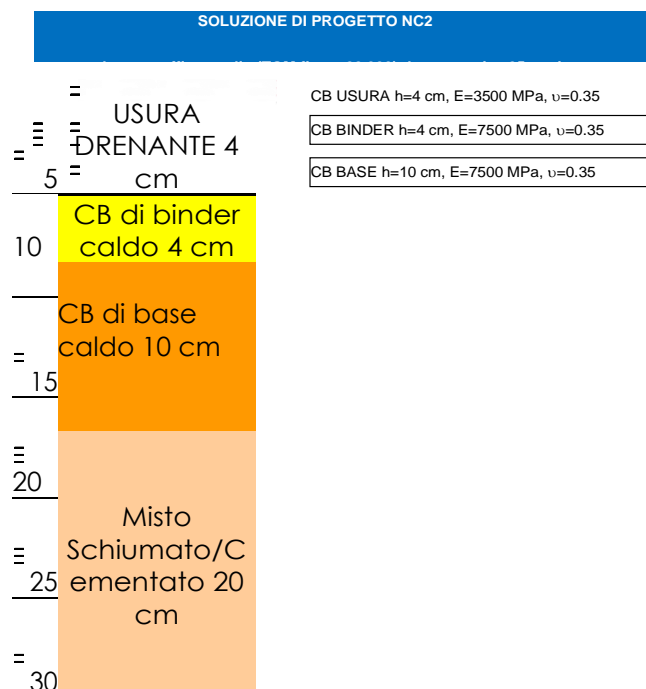 SOLUZIONE DI PROGETTO NC2
CB USURA h=4 cm, E=3500 MPa, υ=0.35
CB BINDER h=4 cm, E=7500 MPa, υ=0.35
CB BASE h=10 cm, E=7500 MPa, υ=0.35
USURA
DRENANTE 4
cm
5
CB di binder
caldo 4 cm
10
CB di base
caldo 10 cm
15
20
Misto
Schiumato/C
ementato 20
cm
25
30